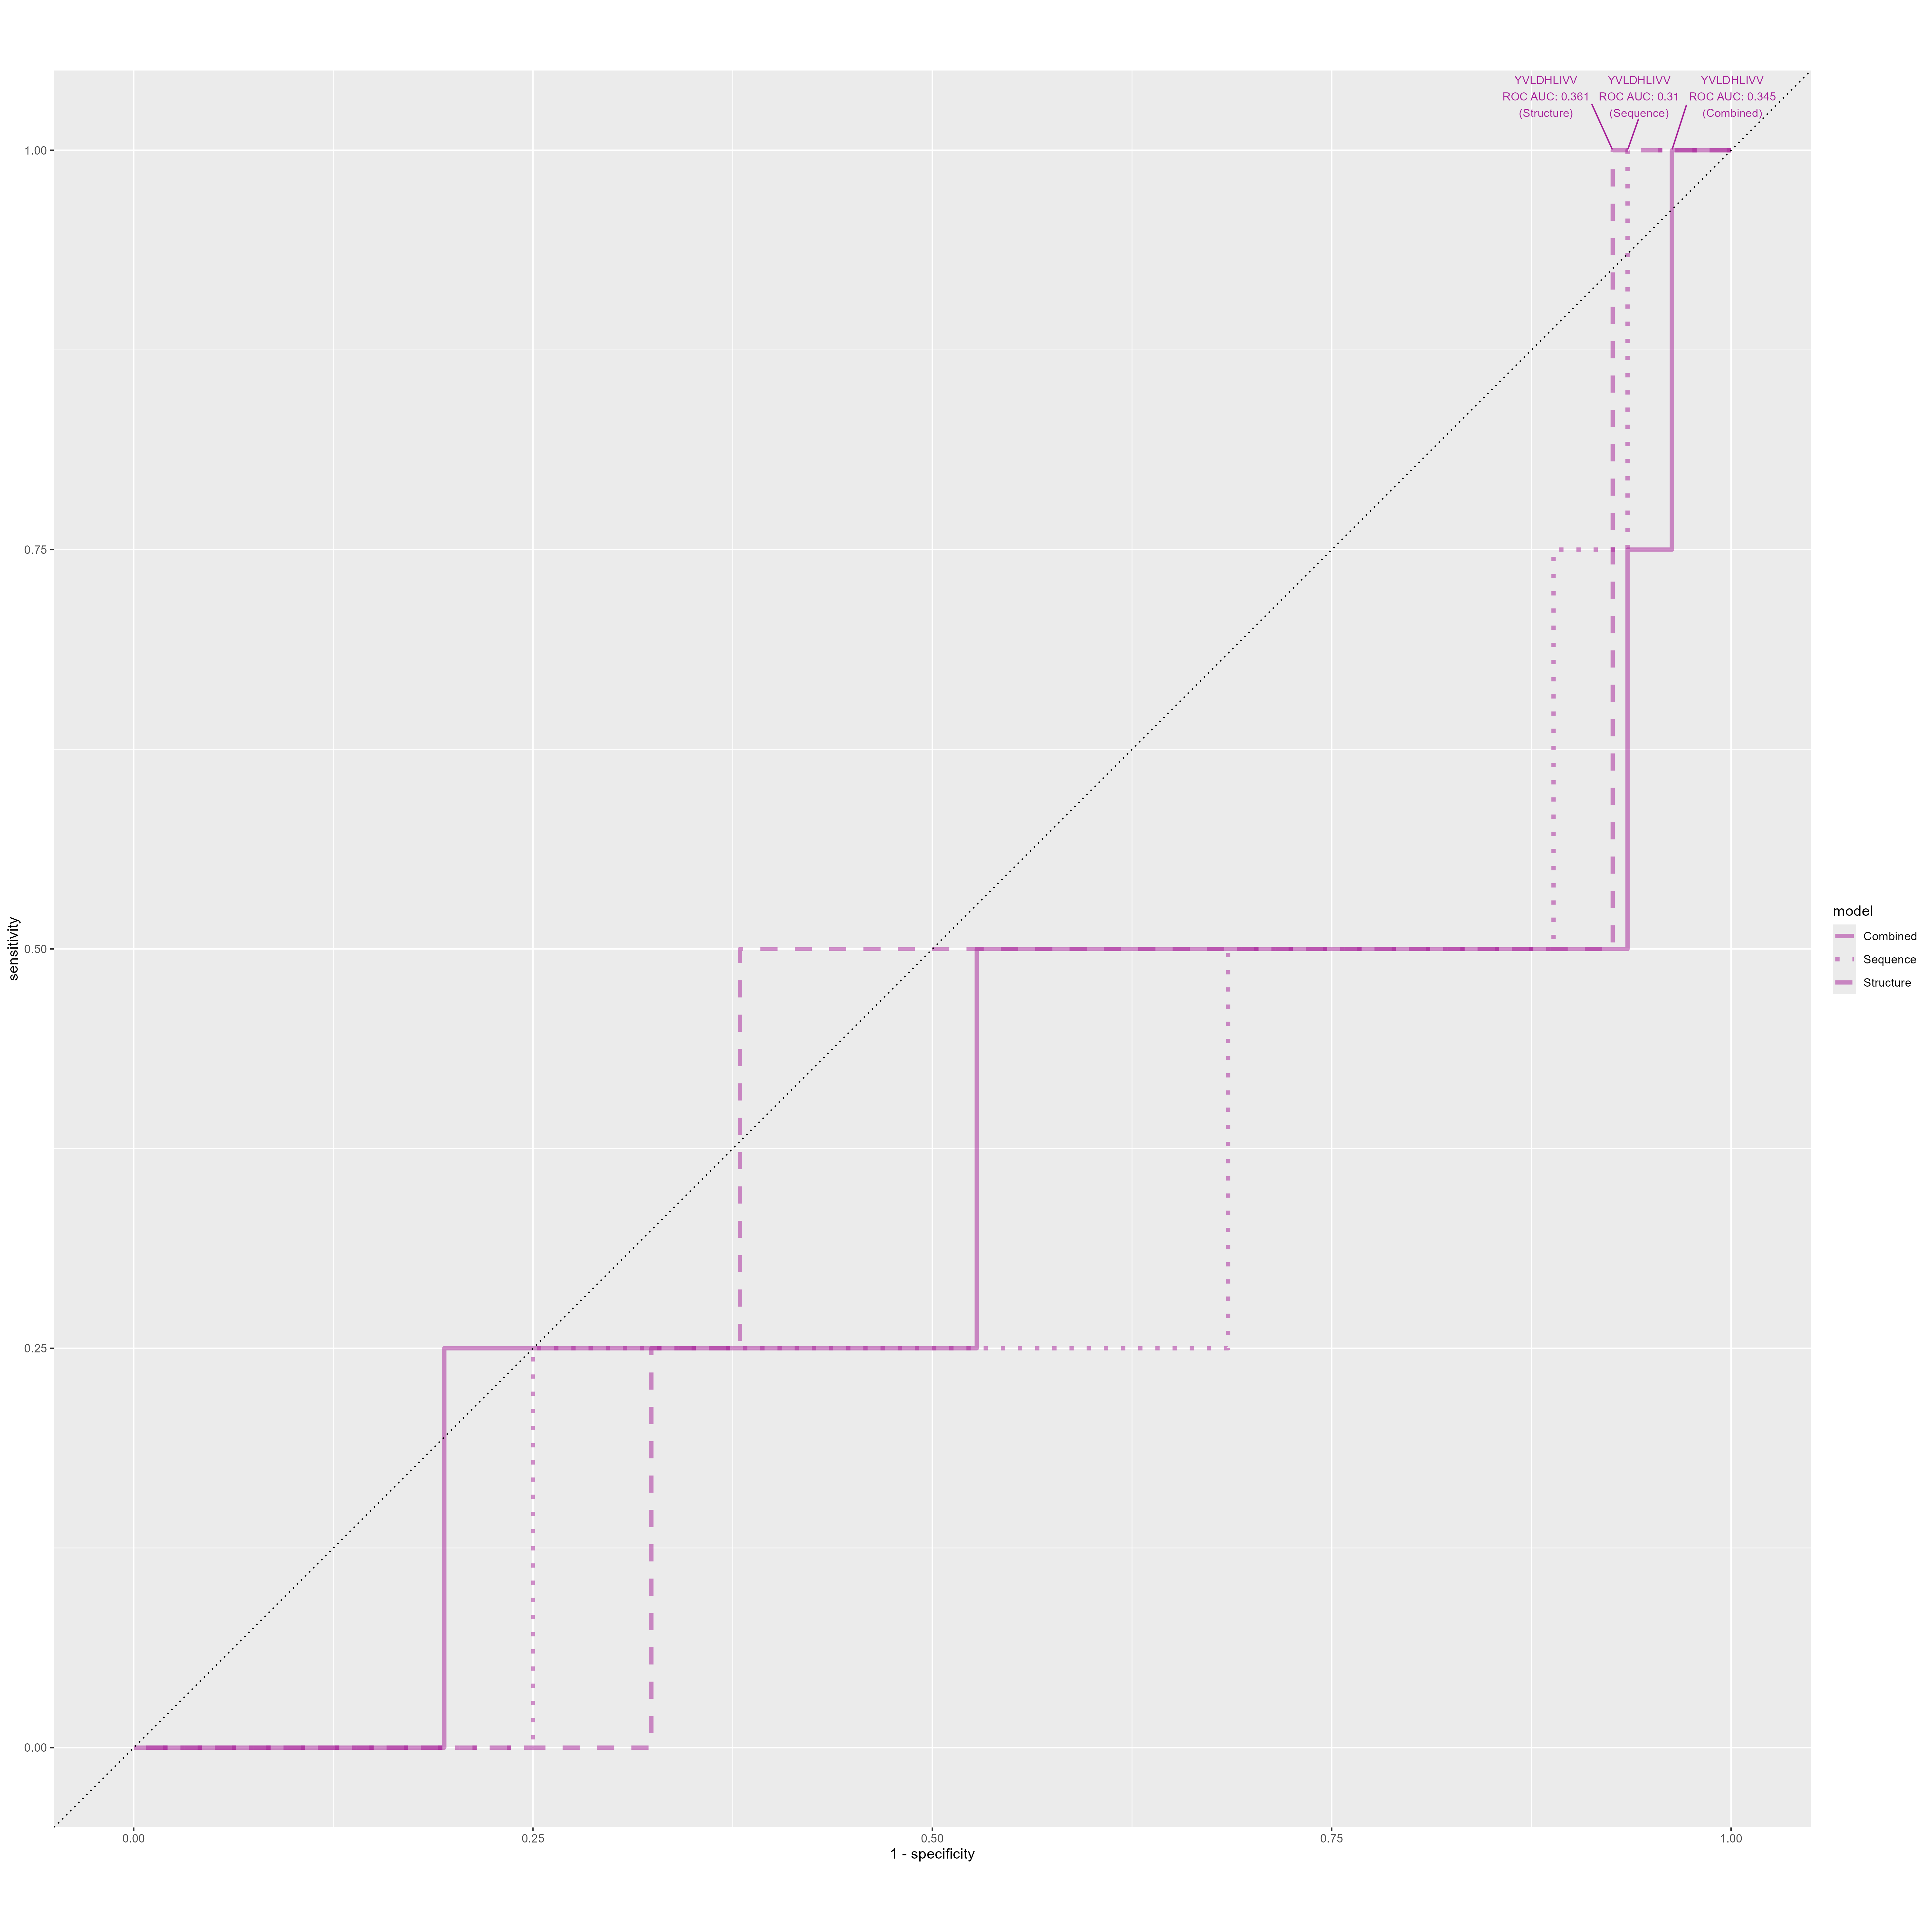 YVLDHLIVV
ROC AUC: 0.361
(Structure)
YVLDHLIVV
ROC AUC: 0.31
(Sequence)
YVLDHLIVV
ROC AUC: 0.345
(Combined)
1.00
0.75
0.50
0.25
0.00
sensitivity
0.00
0.25
0.50
0.75
1.00
1 - specificity
model
Combined
Sequence
Structure